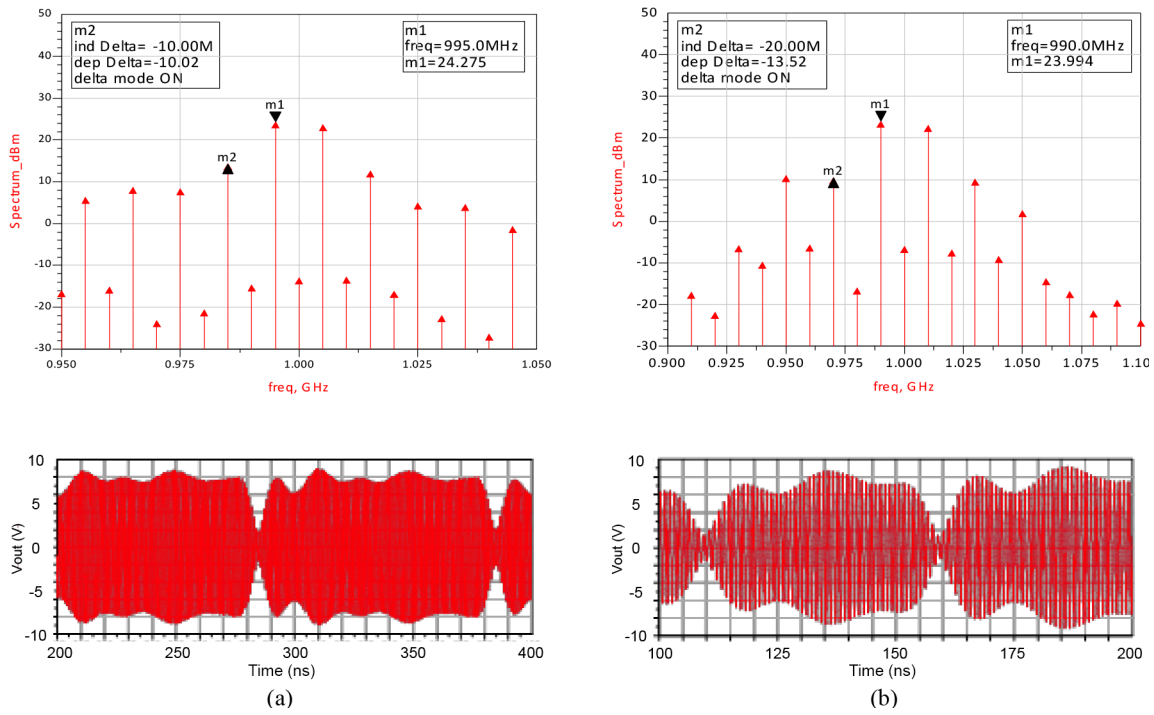 50
40
30
20
10
0
-10
-20
-30
Spectrum_dBm
m2
ind Delta= -10.00M
dep Delta=-10.02
delta mode ON
m1
freq=995.0MHz
m1=24.275
m1
m2
0.950
0.975
1.000
1.025
1.050
freq, GHz
50
40
30
20
10
0
-10
-20
-30
Spectrum_dBm
m2
ind Delta= -20.00M
dep Delta=-13.52
delta mode ON
m1
freq=990.0MHz
m1=23.994
m1
m2
0.900
0.925
0.950
0.975
1.000
1.025
1.050
1.075
1.10
freq, GHz
10
5
0
-5
-10
Vout (V)
200
250
300
350
400
Time (ns)
(a)
10
5
0
-5
-10
Vout (V)
100
125
150
175
200
Time (ns)
(b)